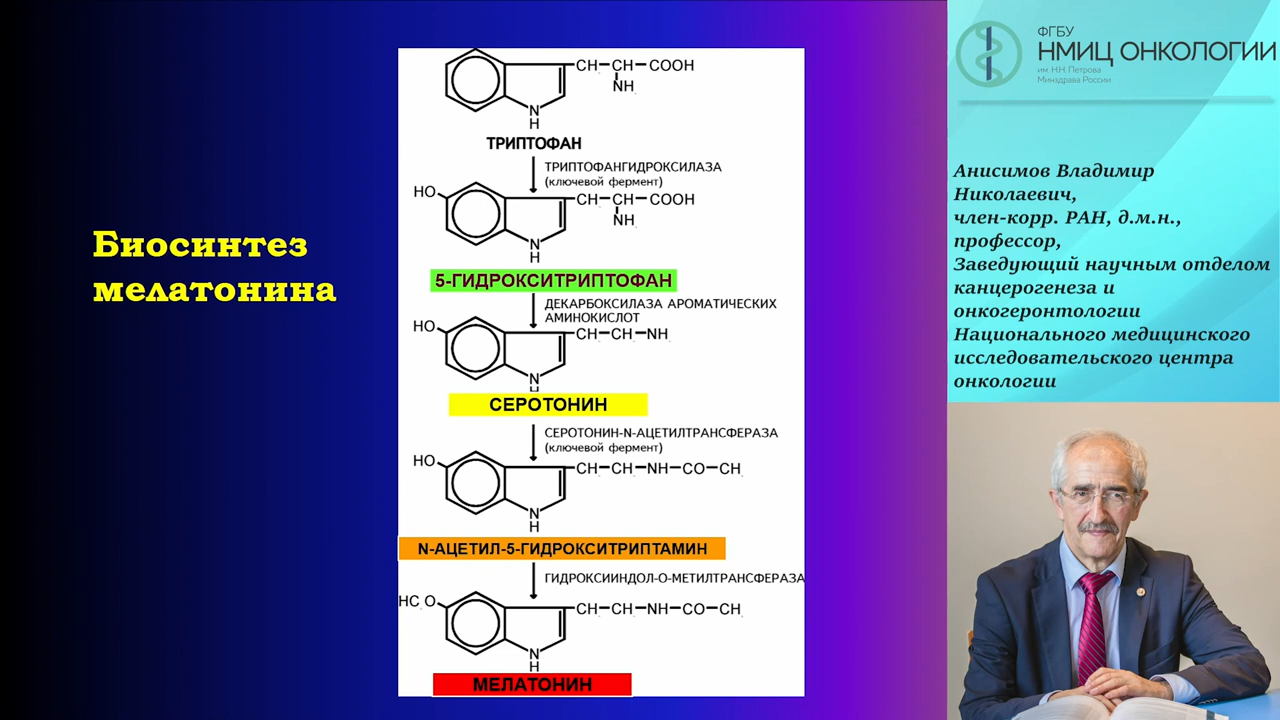 Биосинтез
мелатонина
CH–CH–COOH
NH
N
H
ТРИПТОФАН
ТРИПТОФАНГИДРОКСИЛАЗА
(ключевой фермент)
HO
CH–CH–COOH
NH
N
H
5-ГИДРОКСИТРИПТОФАН
ДЕКАРБОКСИЛАЗА АРОМАТИЧЕСКИХ
АМИНОКИСЛОТ
HO
CH–CH–NH
N
H
СЕРОТОНИН
СЕРОТОНИН-N-АЦЕТИЛТРАНСФЕРАЗА
(ключевой фермент)
HO
CH–CH–NH–CO–CH
N
H
N-АЦЕТИЛ-5-ГИДРОКСИТРИПТАМИН
ГИДРОКСИИНДОЛ-О-МЕТИЛТРАНСФЕРАЗА
HC O
CH–CH–NH–CO–CH
N
H
МЕЛАТОНИН
ФГБУ
НМИЦ ОНКОЛОГИИ
им. Н.Н. Петрова
Минздрава России
Анисимов Владимир
Николаевич,
член-корр. РАН, д.м.н.,
профессор,
Заведующий научным отделом
канцерогенеза и
онкогеронтологии
Национального медицинского
исследовательского центра
онкологии